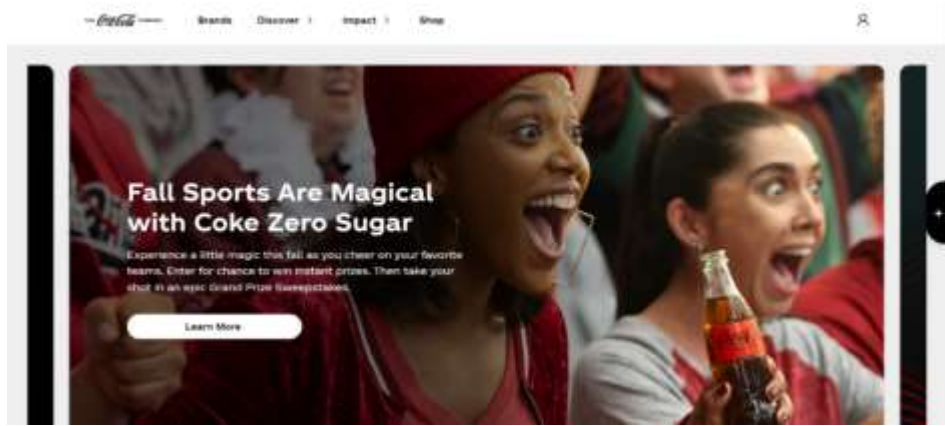 Coca-Cola
Brands Discover Impact Shop
Fall Sports Are Magical
with Coke Zero Sugar
Experience a little magic this fall as you cheer on your favorite
teams. Enter for chance to win instant prizes. Then take your
shot in an epic Grand Prize Sweepstakes.
Learn More